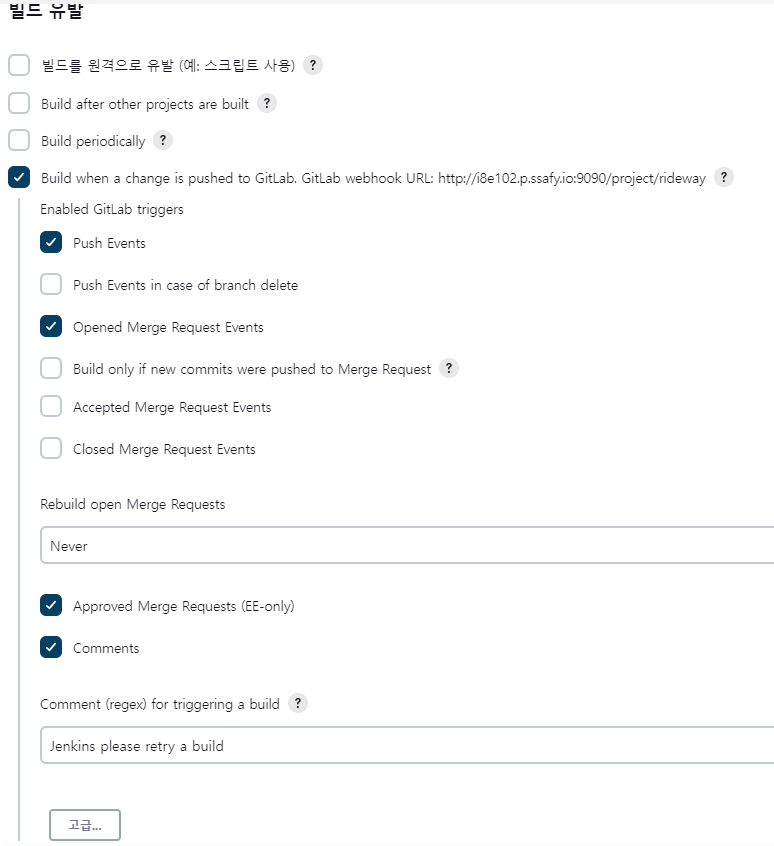 빌드 유발
빌드를 원격으로 유발 (예: 스크립트 사용) ?
Build after other projects are built ?
Build periodically ?
Build when a change is pushed to GitLab. GitLab webhook URL: http://i8e102.p.ssafy.io:9090/project/rideway ?
Enabled GitLab triggers
Push Events
Push Events in case of branch delete
Opened Merge Request Events
Build only if new commits were pushed to Merge Request ?
Accepted Merge Request Events
Closed Merge Request Events
Rebuild open Merge Requests
Never
Approved Merge Requests (EE-only)
Comments
Comment (regex) for triggering a build ?
Jenkins please retry a build
고급...